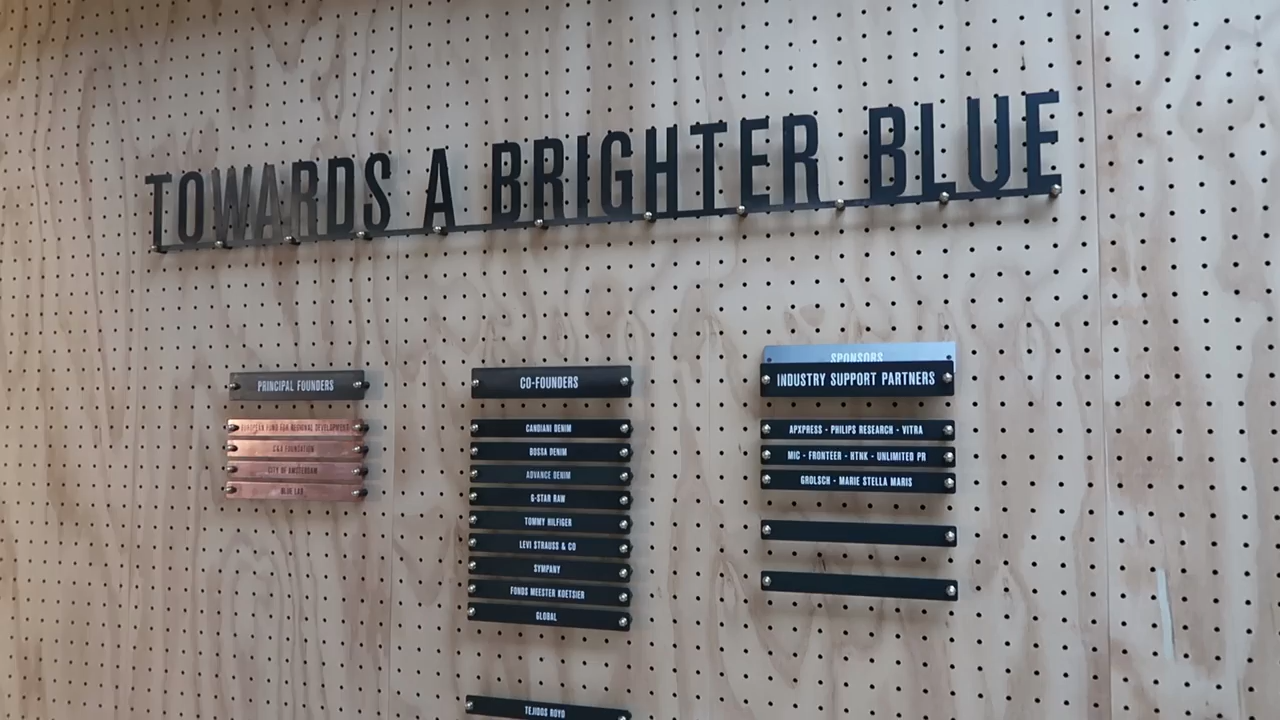 TOWARDS A BRIGHTER BLUE
PRINCIPAL FOUNDERS
EUROPEAN FUND FOR REGIONAL DEVELOPMENT
C&A FOUNDATION
CITY OF AMSTERDAM
BLUE LAB
CO-FOUNDERS
CANDIANI DENIM
BOSSA DENIM
ADVANCE DENIM
G-STAR RAW
TOMMY HILFIGER
LEVI STRAUSS & CO
SYMPANY
FONDS MEESTER KOETSIER
GLOBAL
TEJIDOS ROYO
SPONSORS
INDUSTRY SUPPORT PARTNERS
APXPRESS - PHILIPS RESEARCH - VITRA
MIC - FRONTEER - HTNK - UNLIMITED PR
GROLSCH - MARIE STELLA MARIS